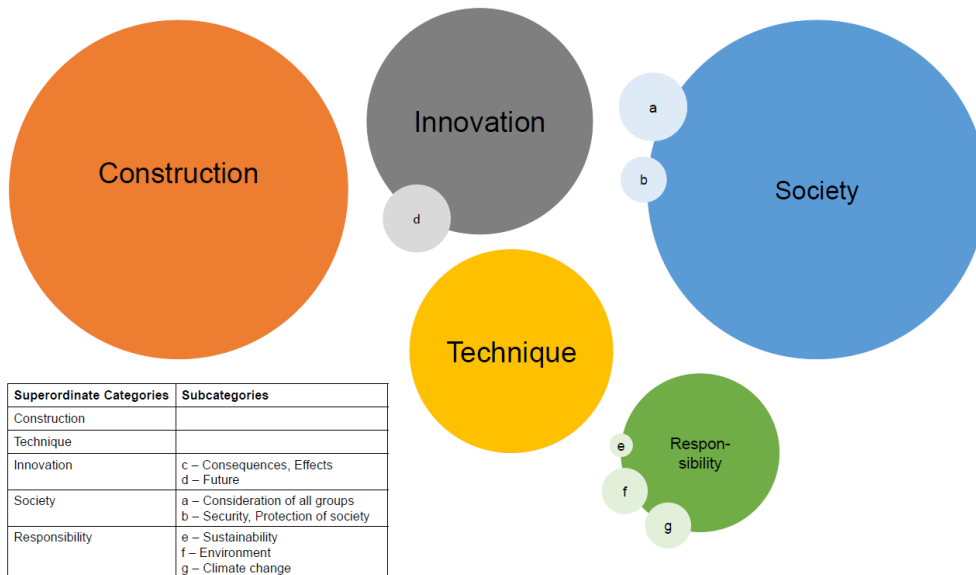 Construction
Innovation
d
a
b
Society
Technique
e
f
g
Respon-
sibility
Superordinate Categories Subcategories
Construction
Technique
Innovation c – Consequences, Effects
d – Future
Society a – Consideration of all groups
b – Security, Protection of society
Responsibility e – Sustainability
f – Environment
g – Climate change